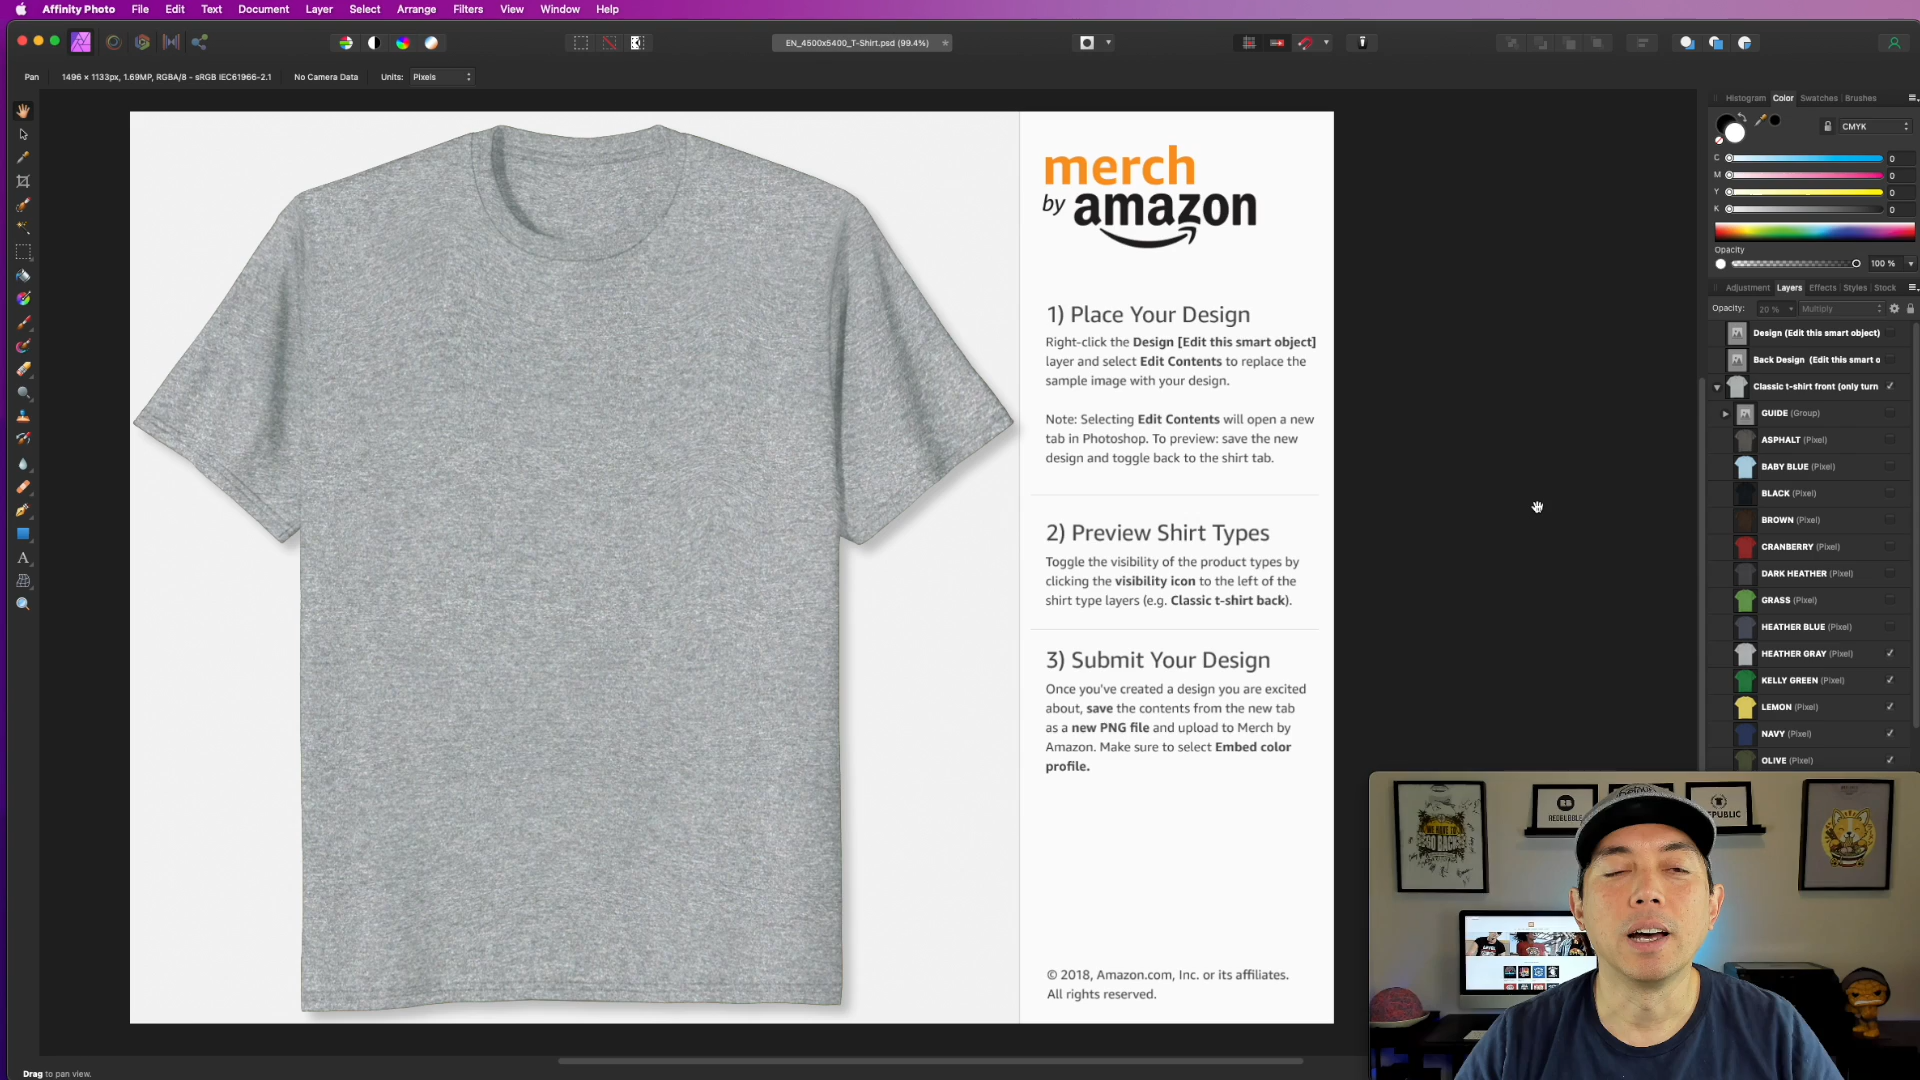 Affinity Photo File Edit Text Document Layer Select Arrange Filters View Window Help
EN_4500x5400_T-Shirt.psd (99.4%)
Pan 1496 × 1133px, 1.69MP, RGBA/8 - sRGB IEC61966-2.1 No Camera Data Units: Pixels
Histogram Color Swatches Brushes
CMYK
C 0
M 0
Y 0
K 0
Opacity
100 %
Adjustment Layers Effects Styles Stock
Opacity: 20 % Multiply
Design (Edit this smart object)
Back Design (Edit this smart o
Classic t-shirt front (only turn
GUIDE (Group)
ASPHALT (Pixel)
BABY BLUE (Pixel)
BLACK (Pixel)
BROWN (Pixel)
CRANBERRY (Pixel)
DARK HEATHER (Pixel)
GRASS (Pixel)
HEATHER BLUE (Pixel)
HEATHER GRAY (Pixel)
KELLY GREEN (Pixel)
LEMON (Pixel)
NAVY (Pixel)
OLIVE (Pixel)
merch
by amazon
1) Place Your Design
Right-click the Design [Edit this smart object]
layer and select Edit Contents to replace the
sample image with your design.
Note: Selecting Edit Contents will open a new
tab in Photoshop. To preview: save the new
design and toggle back to the shirt tab.
2) Preview Shirt Types
Toggle the visibility of the product types by
clicking the visibility icon to the left of the
shirt type layers (e.g. Classic t-shirt back).
3) Submit Your Design
Once you've created a design you are excited
about, save the contents from the new tab
as a new PNG file and upload to Merch by
Amazon. Make sure to select Embed color
profile.
© 2018, Amazon.com, Inc. or its affiliates.
All rights reserved.
REDBUBBLE
Drag to pan view.